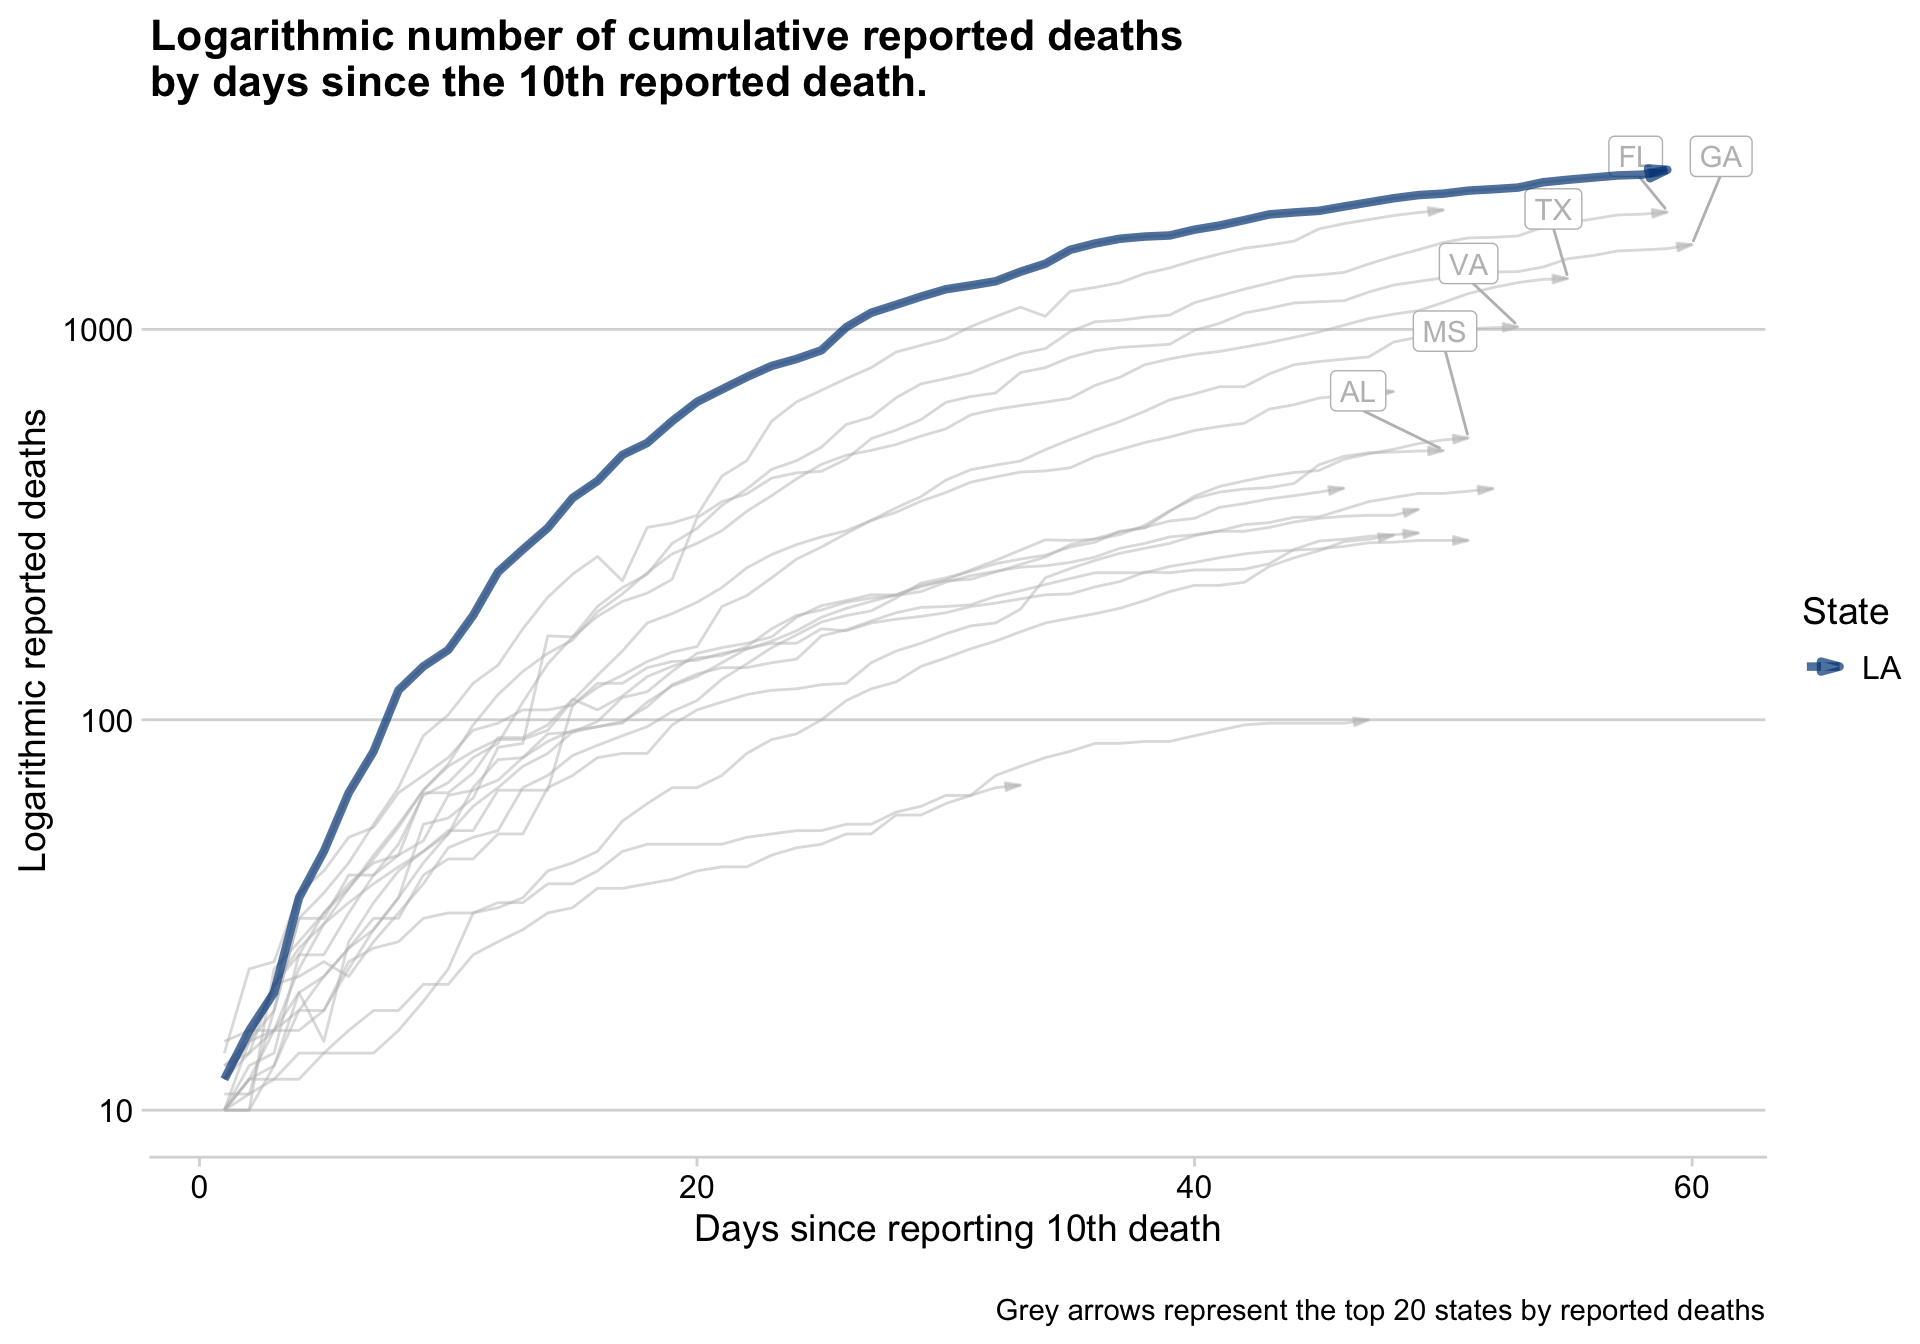 Logarithmic number of cumulative reported deaths
by days since the 10th reported death.
FL
GA
TX
VA
MS
AL
1000
100
10
Logarithmic reported deaths
State
LA
0
20
40
60
Days since reporting 10th death
Grey arrows represent the top 20 states by reported deaths